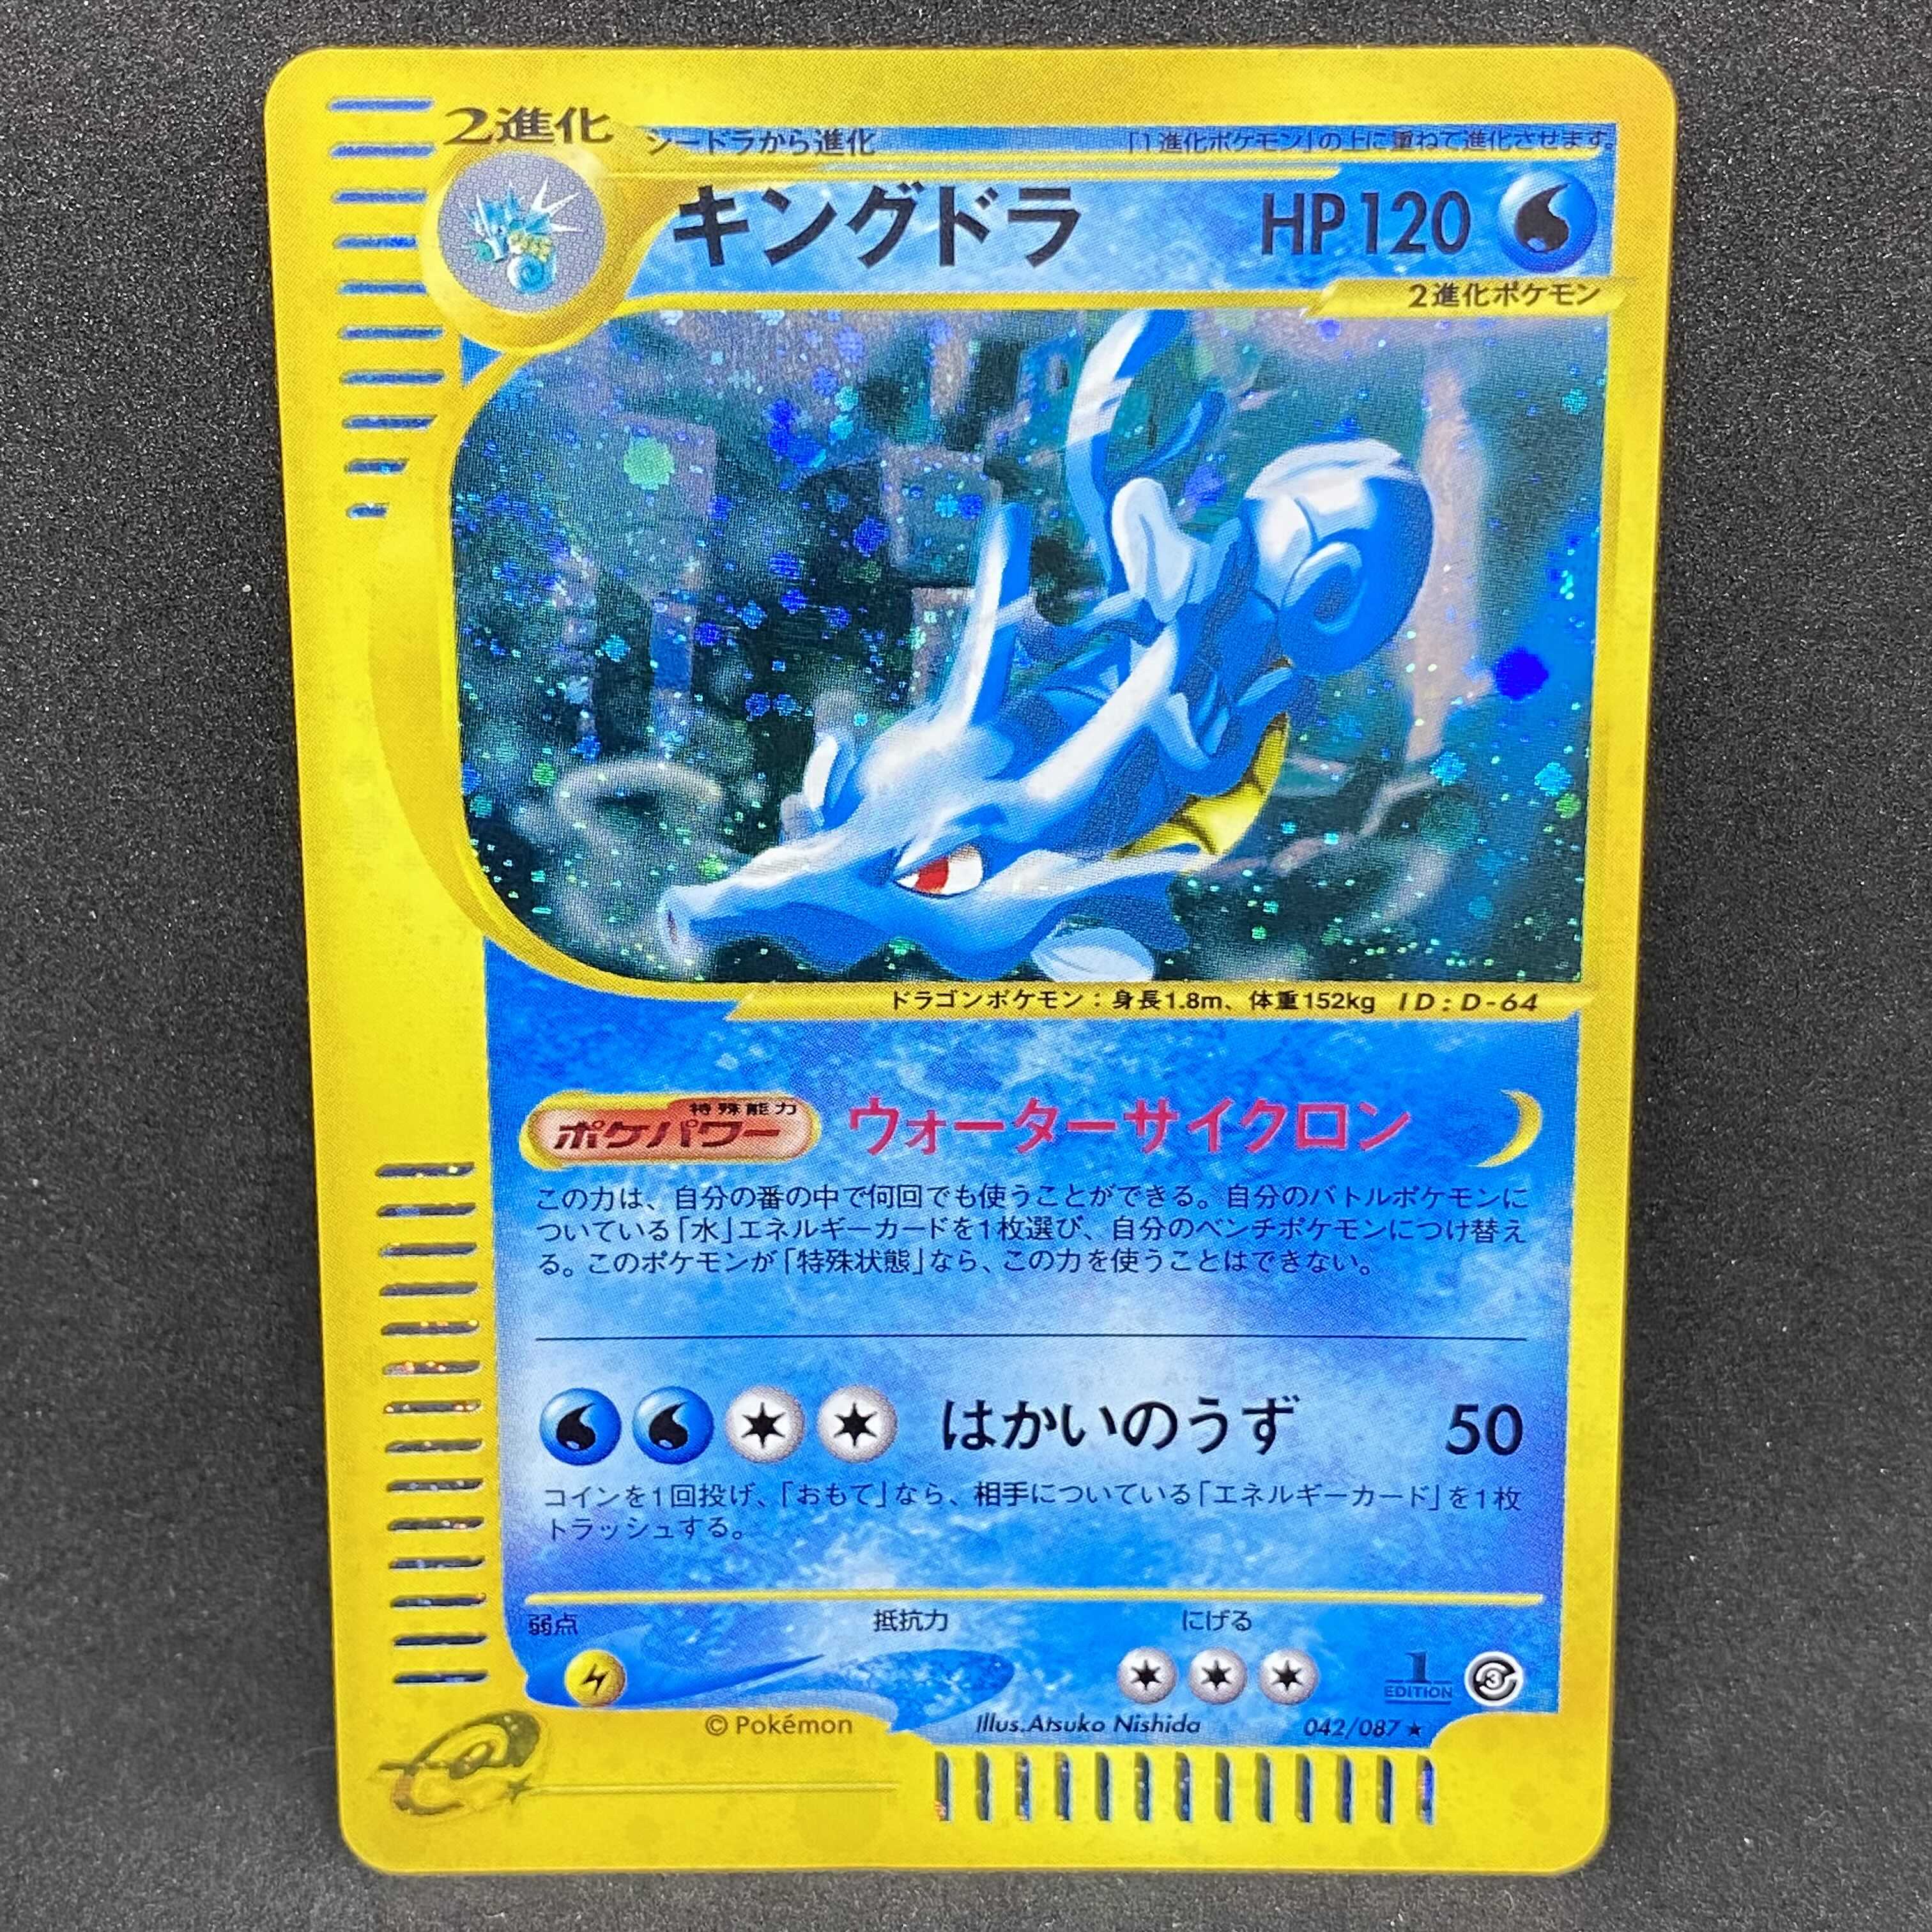 2進化
シードラから進化
「1進化ポケモン」の上に重ねて進化させます。
キングドラ HP120
2進化ポケモン
ドラゴンポケモン：身長1.8m、体重152kg ID:D-64
特殊能力
ポケパワー ウォーターサイクロン
この力は、自分の番の中で何回でも使うことができる。自分のバトルポケモンに
ついている「水」エネルギーカードを1枚選び、自分のベンチポケモンにつけ替え
る。このポケモンが「特殊状態」なら、この力を使うことはできない。
はかいのうず 50
コインを1回投げ、「おもて」なら、相手についている「エネルギーカード」を1枚
トラッシュする。
弱点 抵抗力 にげる
1
EDITION
3
© Pokémon Illus.Atsuko Nishida 042/087 ★
e